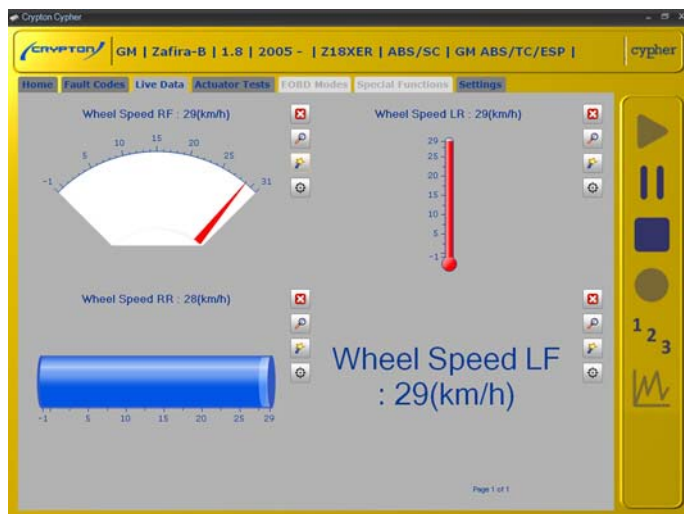 Crypton Cypher
CRYPTON
GM | Zafira-B | 1.8 | 2005 - | Z18XER | ABS/SC | GM ABS/TC/ESP |
cypher
Home Fault Codes Live Data Actuator Tests EOBD Modes Special Functions Settings
Wheel Speed RF : 29(km/h)
-1 5 10 15 20 25 31
Wheel Speed LR : 29(km/h)
29
25
20
15
10
5
-1
Wheel Speed RR : 28(km/h)
-1 5 10 15 20 25 29
Wheel Speed LF
: 29(km/h)
1 2 3
Page 1 of 1